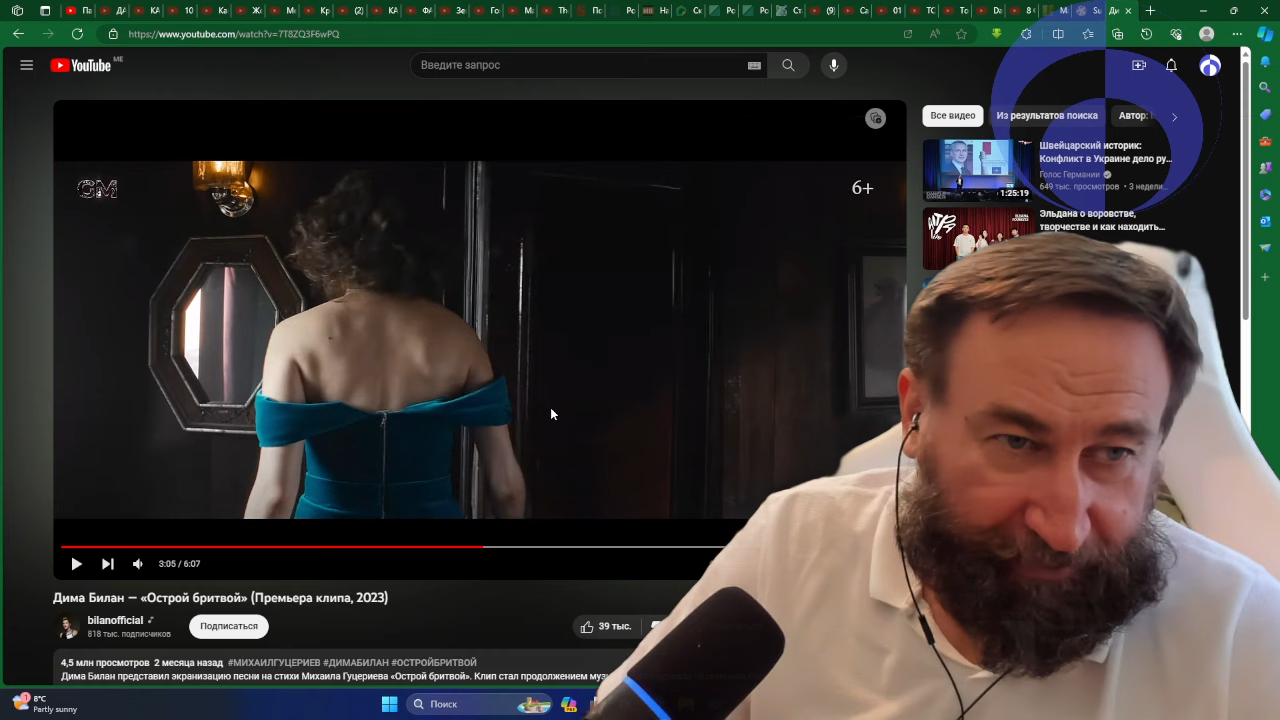 https://www.youtube.com/watch?v=7T8ZQ3F6wPQ
YouTube ME
Введите запрос
Все видео
Из результатов поиска
Автор:
GM
6+
Швейцарский историк:
Конфликт в Украине дело ру...
Голос Германии
649 тыс. просмотров • 3 недели...
1:25:19
Эльдана о воровстве,
творчестве и как находить...
3:05 / 6:07
Дима Билан — «Острой бритвой» (Премьера клипа, 2023)
bilanofficial
818 тыс. подписчиков
Подписаться
39 тыс.
4,5 млн просмотров 2 месяца назад #МИХАИЛГУЦЕРИЕВ #ДИМАБИЛАН #ОСТРОЙБРИТВОЙ
Дима Билан представил экранизацию песни на стихи Михаила Гуцериева «Острой бритвой». Клип стал продолжением
8°C
Partly sunny
Поиск